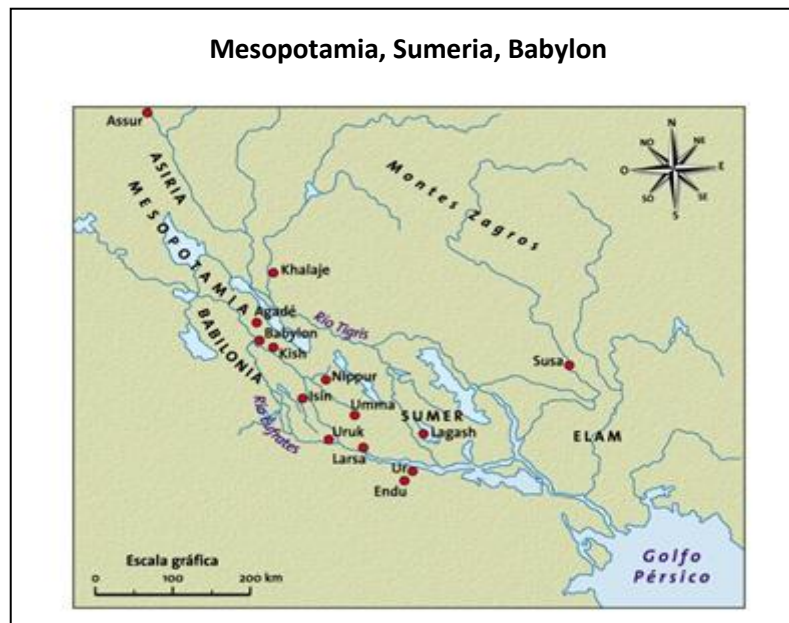 Mesopotamia, Sumeria, Babylon
Assur
ASIRIA
MESOPOTAMIA
BABILONIA
Montes Zagros
N
NO
NE
O
E
SO
SE
S
Khalaje
Agadé
Babylon
Kish
Río Tigris
Nippur
Isin
Umma
SUMER
Susa
Río Eufrates
Uruk
Larsa
Lagash
ELAM
Ur
Endu
Escala gráfica
0 100 200 km
Golfo
Pérsico